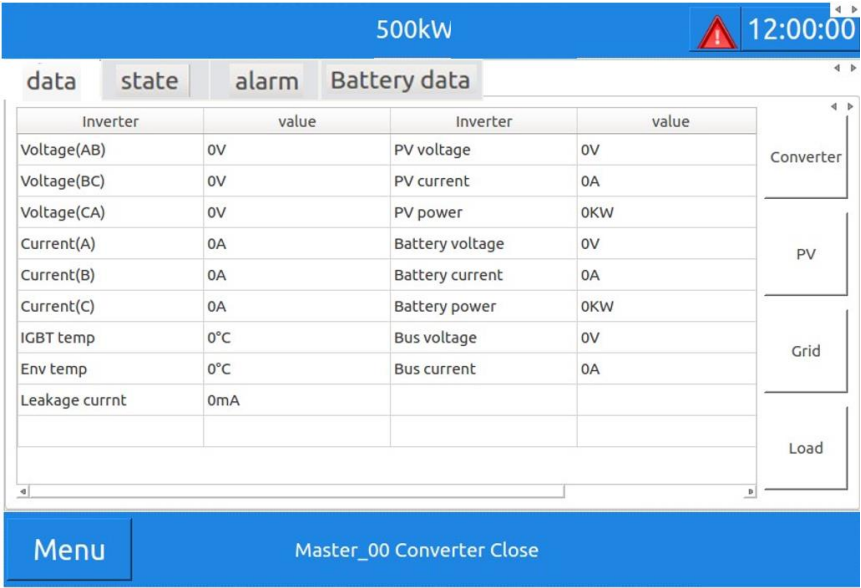 500kW
12:00:00
data state alarm Battery data
Inverter value Inverter value
Voltage(AB) 0V PV voltage 0V
Voltage(BC) 0V PV current 0A
Voltage(CA) 0V PV power 0KW
Current(A) 0A Battery voltage 0V
Current(B) 0A Battery current 0A
Current(C) 0A Battery power 0KW
IGBT temp 0°C Bus voltage 0V
Env temp 0°C Bus current 0A
Leakage currnt 0mA
Converter
PV
Grid
Load
Menu
Master_00 Converter Close